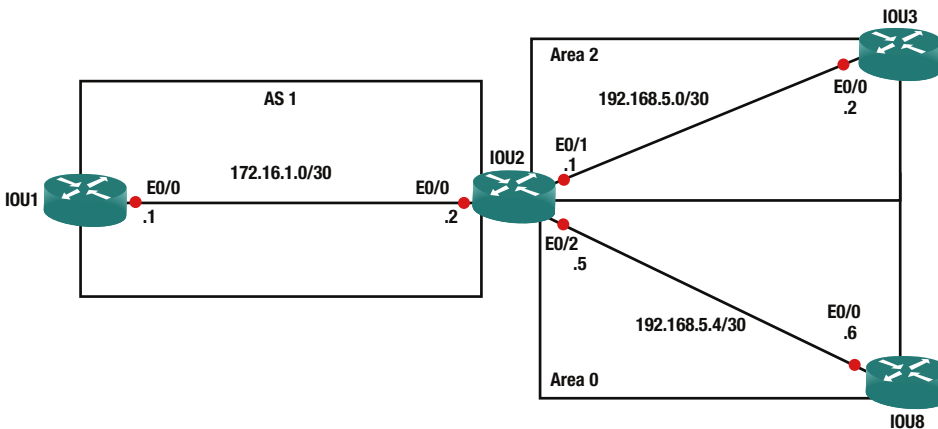 IOU3
Area 2
AS 1
192.168.5.0/30
E0/0
.2
E0/1
.1
IOU2
172.16.1.0/30
IOU1
E0/0
.1
E0/0
.2
E0/2
.5
192.168.5.4/30
E0/0
.6
Area 0
IOU8